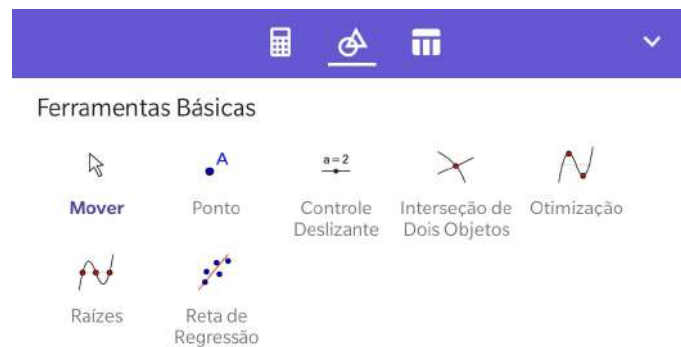 Ferramentas Básicas
A
a = 2
Mover
Ponto
Controle
Deslizante
Interseção de
Dois Objetos
Otimização
Raízes
Reta de
Regressão